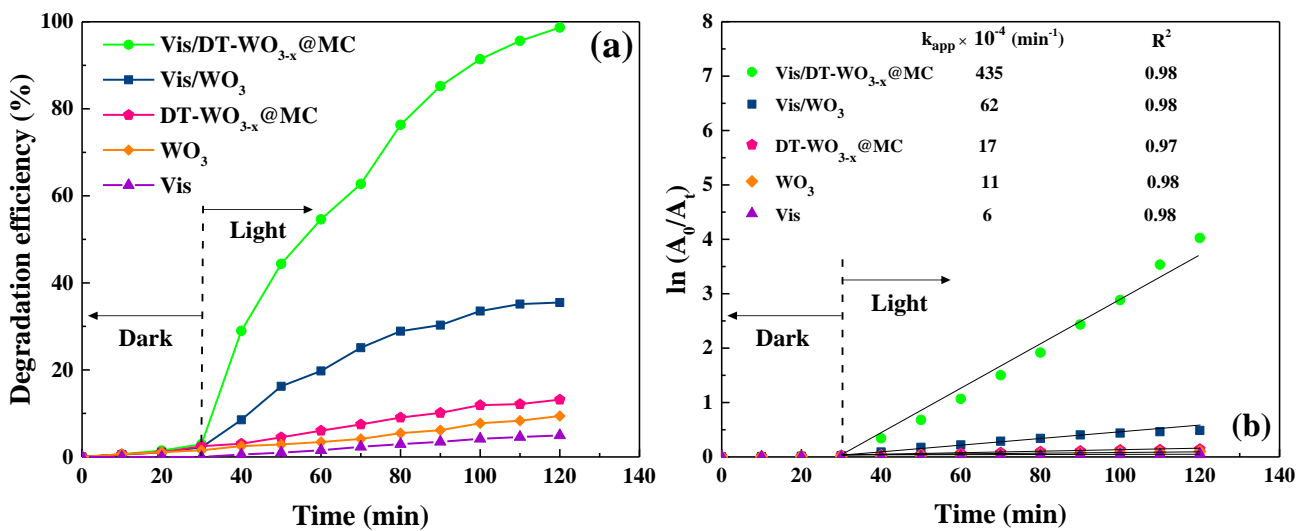 (a)
Degradation efficiency (%)
100
80
60
40
20
0
Vis/DT-WO₃₋ₓ@MC
Vis/WO₃
DT-WO₃₋ₓ@MC
WO₃
Vis
Light
Dark
0 20 40 60 80 100 120 140
Time (min)
(b)
ln (A₀/Aₜ)
8
7
6
5
4
3
2
1
0
k_app × 10⁻⁴ (min⁻¹) R²
Vis/DT-WO₃₋ₓ@MC 435 0.98
Vis/WO₃ 62 0.98
DT-WO₃₋ₓ@MC 17 0.97
WO₃ 11 0.98
Vis 6 0.98
Light
Dark
0 20 40 60 80 100 120 140
Time (min)